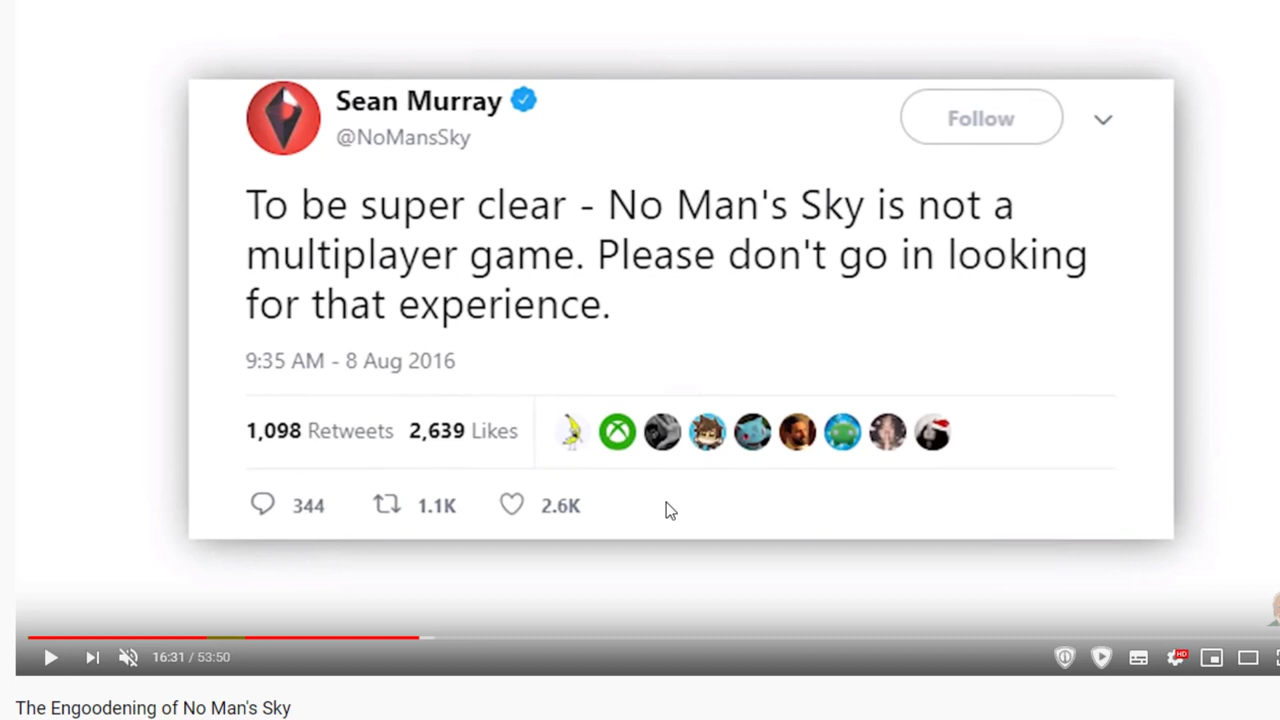 Sean Murray
@NoMansSky
Follow
To be super clear - No Man's Sky is not a
multiplayer game. Please don't go in looking
for that experience.
9:35 AM - 8 Aug 2016
1,098 Retweets 2,639 Likes
344 1.1K 2.6K
16:31 / 53:50
HD
The Engoodening of No Man's Sky